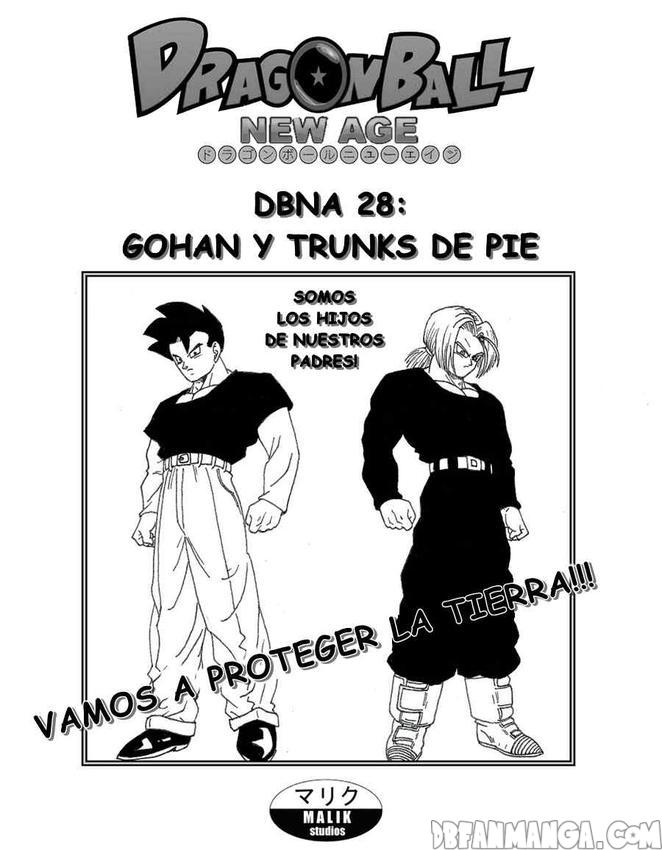 DRAGON BALL
NEW AGE
ドラゴンボールニューエイジ
DBNA 28:
GOHAN Y TRUNKS DE PIE
SOMOS
LOS HIJOS
DE NUESTROS
PADRES!
VAMOS A PROTEGER LA TIERRA!!!
マリク
MALIK
studios
DBFANMANGA.COM